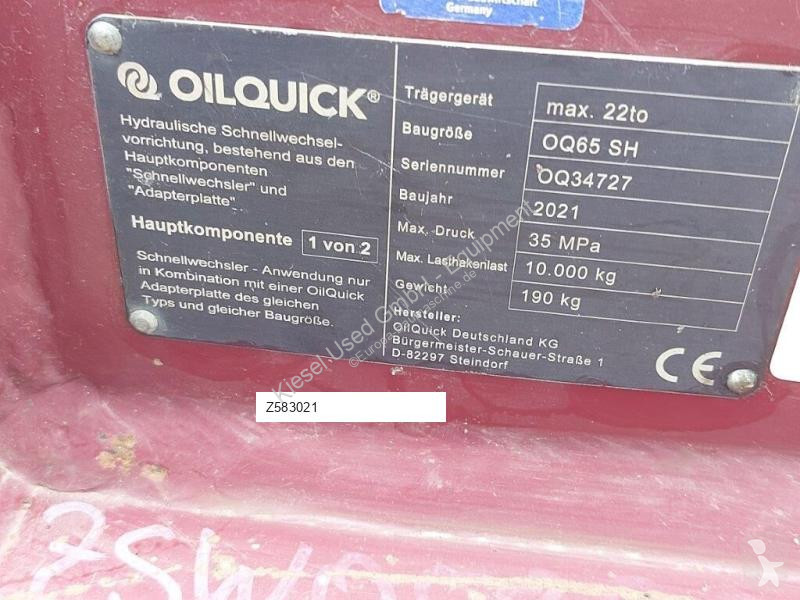 Germany
OILQUICK®
Hydraulische Schnellwechsel-
vorrichtung, bestehend aus den
Hauptkomponenten
"Schnellwechsler" und
"Adapterplatte"
Hauptkomponente 1 von 2
Schnellwechsler - Anwendung nur
in Kombination mit einer OilQuick
Adapterplatte des gleichen
Typs und gleicher Baugröße.
Trägergerät max. 22to
Baugröße OQ65 SH
Seriennummer OQ34727
Baujahr 2021
Max. Druck 35 MPa
Max. Lasthakenlast 10.000 kg
Gewicht 190 kg
Hersteller:
OilQuick Deutschland KG
Bürgermeister-Schauer-Straße 1
D-82297 Steindorf
CE
Kiesel Used GmbH - Equipment
Z583021